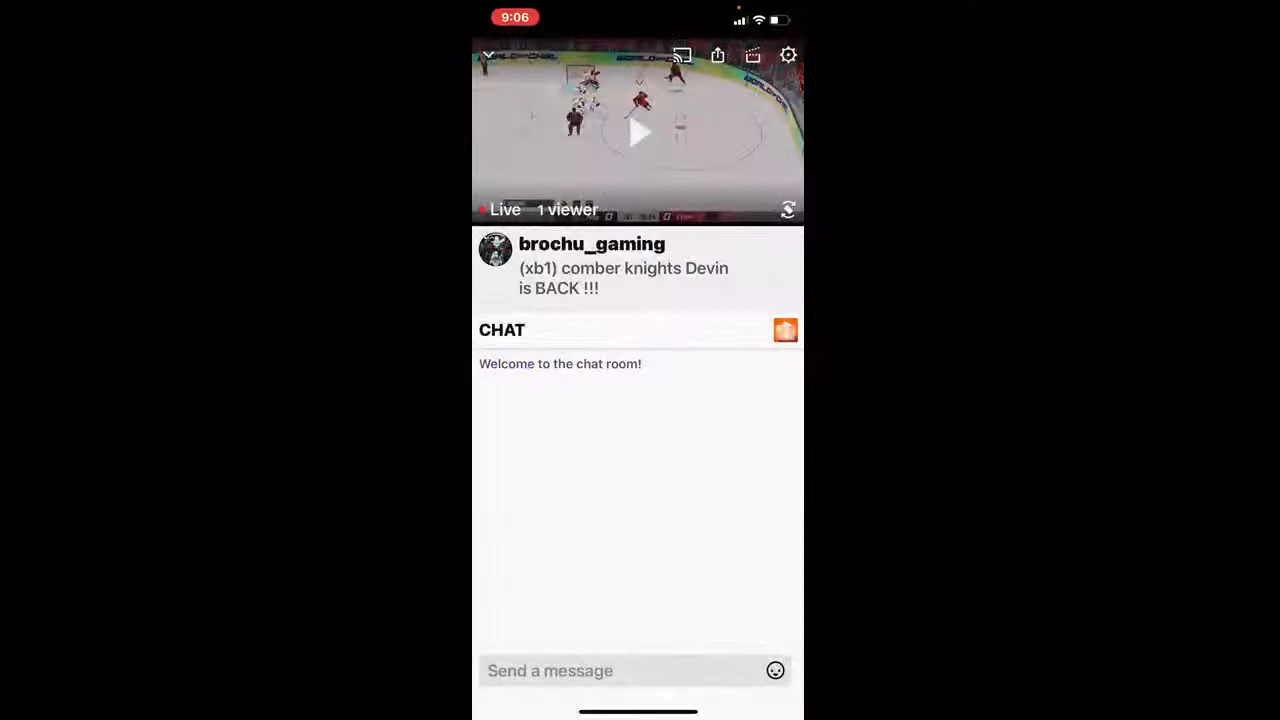 9:06
Live 1 viewer
brochu_gaming
(xb1) comber knights Devin
is BACK !!!
CHAT
Welcome to the chat room!
Send a message